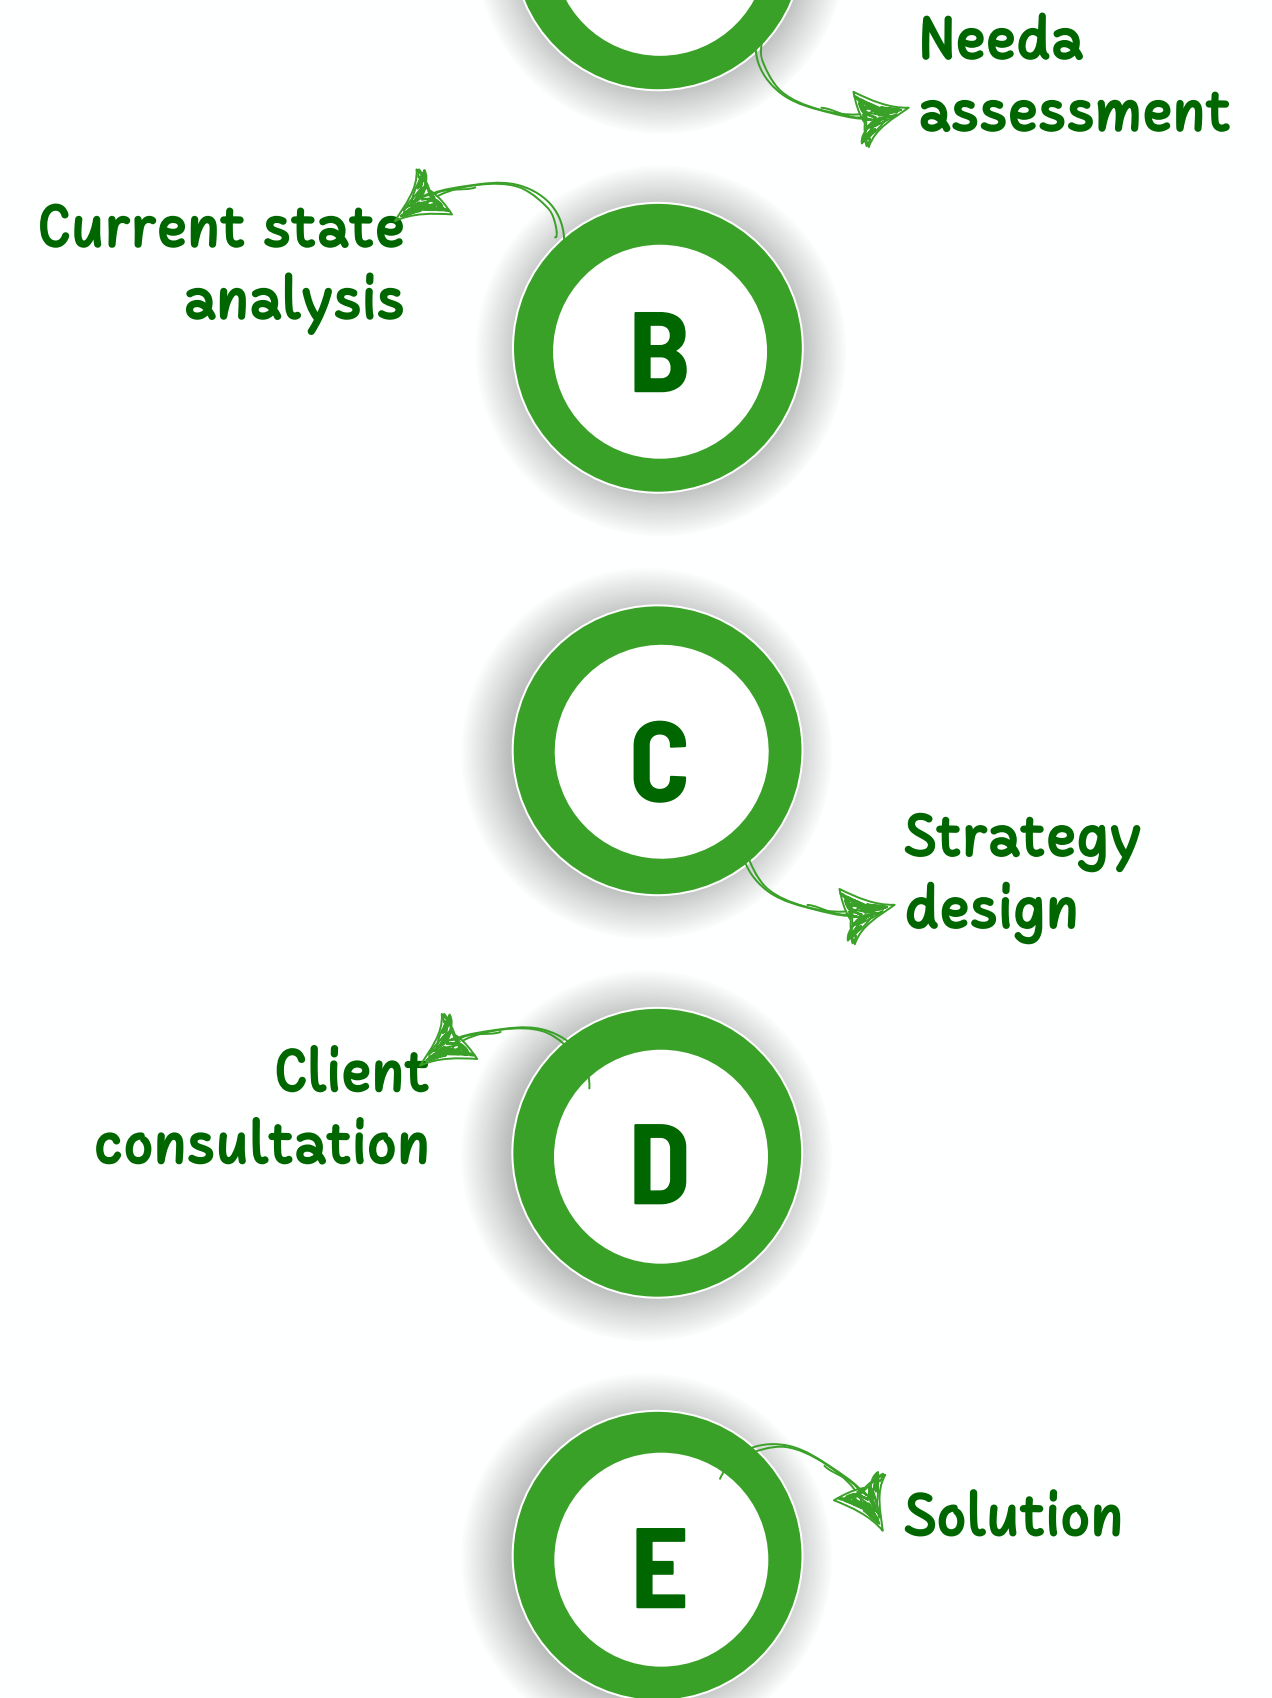 Needa
assessment
Current state
analysis
B
C
Strategy
design
Client
consultation
D
E
Solution